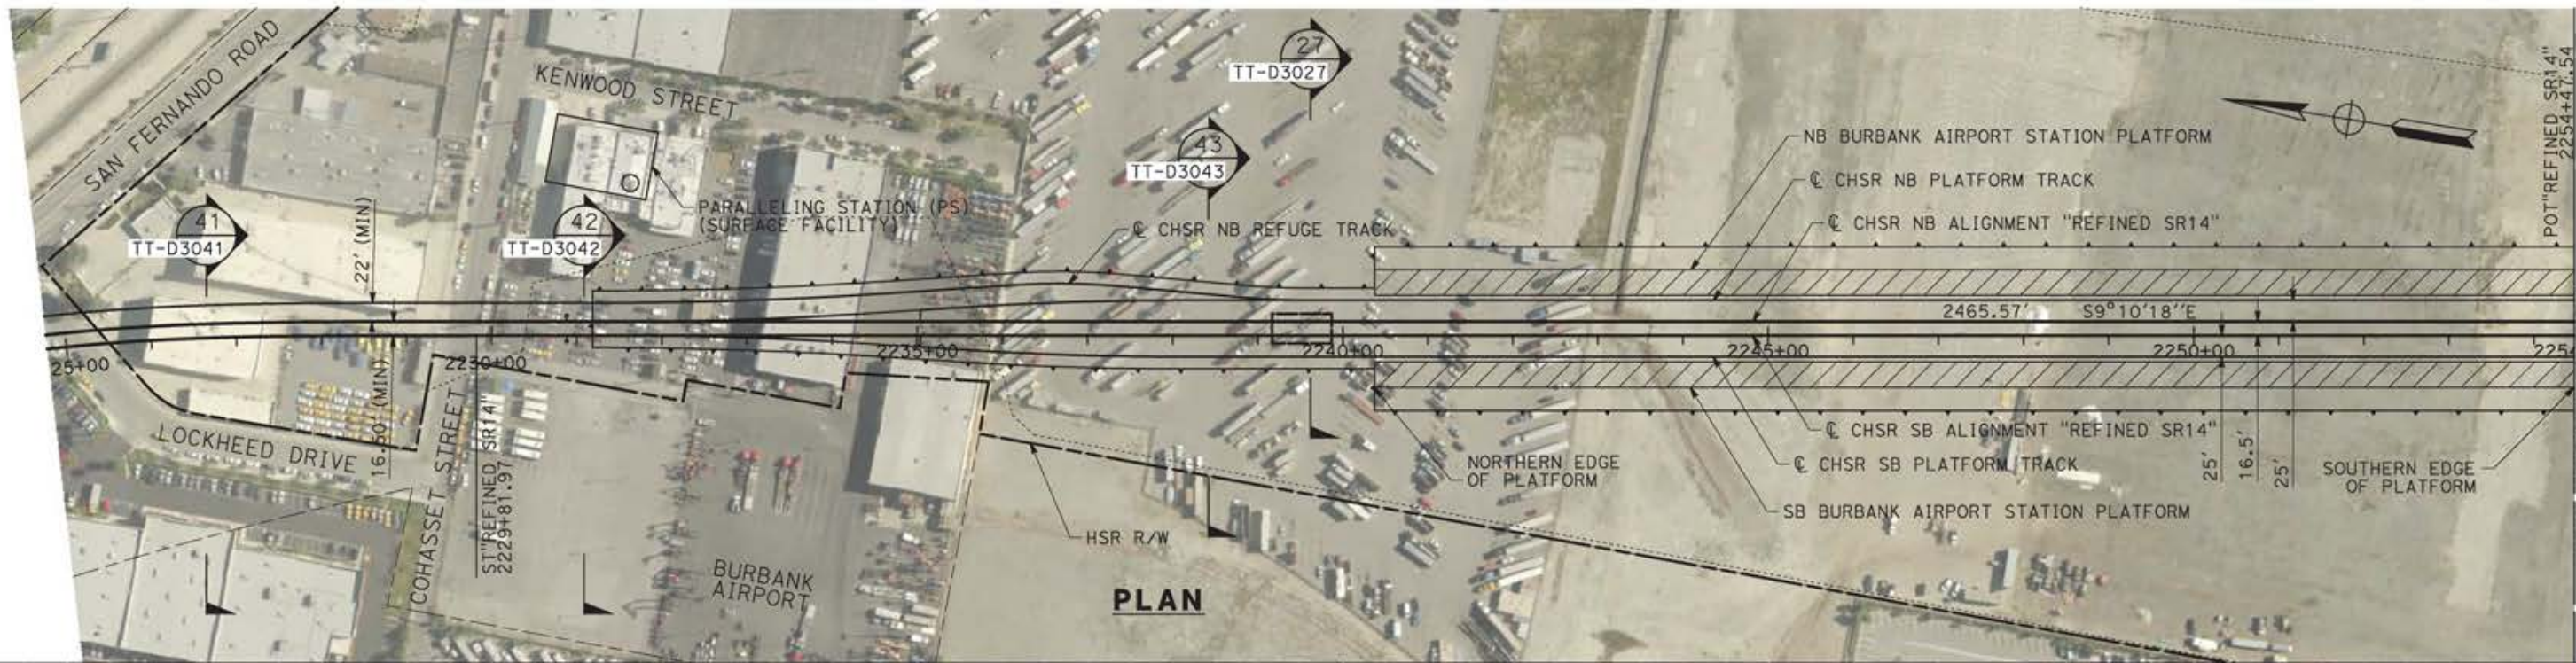 SAN FERNANDO ROAD
KENWOOD STREET
27
TT-D3027
43
TT-D3043
41
TT-D3041
42
TT-D3042
22' (MIN)
PARALLELING STATION (PS)
(SURFACE FACILITY)
℄ CHSR NB REFUGE TRACK
NB BURBANK AIRPORT STATION PLATFORM
℄ CHSR NB PLATFORM TRACK
℄ CHSR NB ALIGNMENT "REFINED SR14"
POT"REFINED SR14"
2254+47.54
2465.57'
S9°10'18''E
25+00
2230+00
2235+00
2240+00
2245+00
2250+00
225
16.50' (MIN)
LOCKHEED DRIVE
COHASSET STREET
ST"REFINED SR14"
2229+81.97
BURBANK
AIRPORT
HSR R/W
PLAN
NORTHERN EDGE
OF PLATFORM
℄ CHSR SB ALIGNMENT "REFINED SR14"
℄ CHSR SB PLATFORM TRACK
SB BURBANK AIRPORT STATION PLATFORM
25'
16.5'
25'
SOUTHERN EDGE
OF PLATFORM